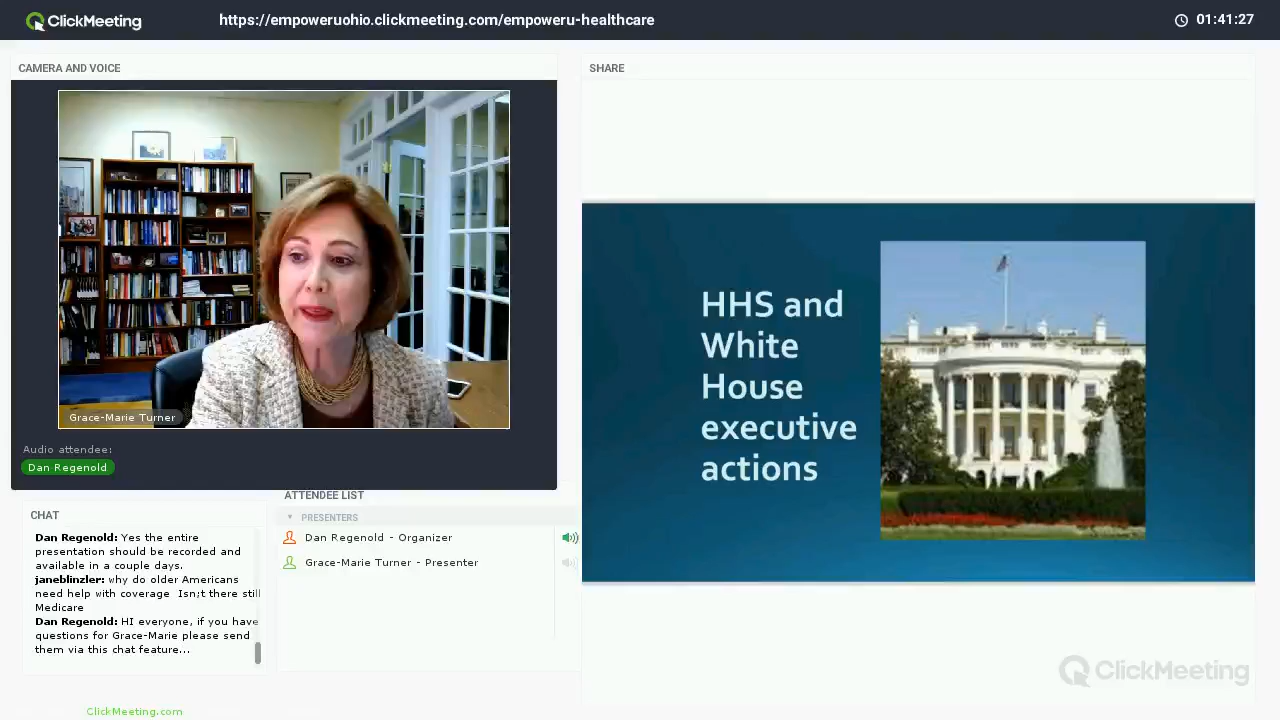 ClickMeeting
https://empoweruohio.clickmeeting.com/empoweru-healthcare
01:41:27
CAMERA AND VOICE
Grace-Marie Turner
Audio attendee:
Dan Regenold
CHAT
Dan Regenold: Yes the entire
presentation should be recorded and
available in a couple days.
janeblinzler: why do older Americans
need help with coverage Isn;t there still
Medicare
Dan Regenold: HI everyone, if you have
questions for Grace-Marie please send
them via this chat feature...
ATTENDEE LIST
PRESENTERS
Dan Regenold - Organizer
Grace-Marie Turner - Presenter
SHARE
HHS and
White
House
executive
actions
ClickMeeting
ClickMeeting.com